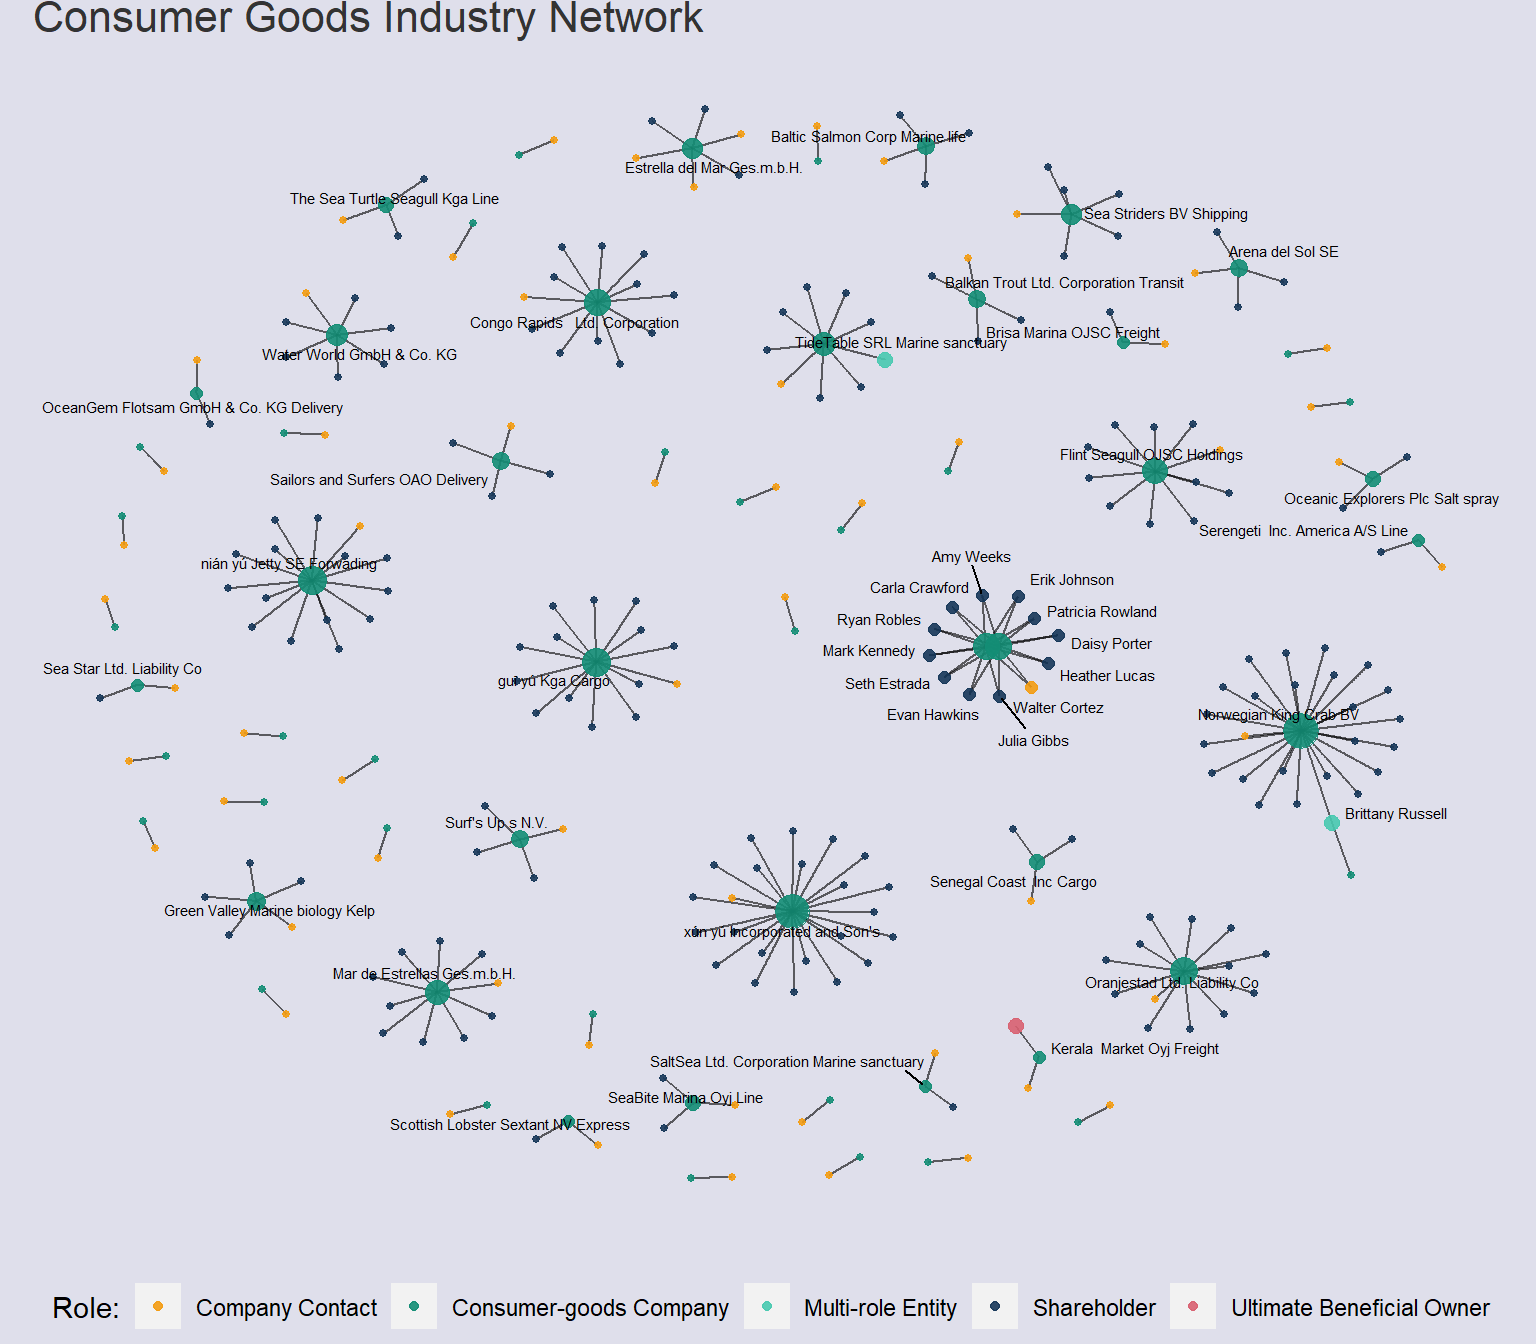 Consumer Goods Industry Network
Baltic Salmon Corp Marine life
Estrella del Mar Ges.m.b.H.
The Sea Turtle Seagull Kga Line
Sea Striders BV Shipping
Arena del Sol SE
Balkan Trout Ltd. Corporation Transit
Congo Rapids   Ltd. Corporation
Brisa Marina OJSC Freight
TideTable SRL Marine sanctuary
Water World GmbH & Co. KG
OceanGem Flotsam GmbH & Co. KG Delivery
Flint Seagull OJSC Holdings
Sailors and Surfers OAO Delivery
Oceanic Explorers Plc Salt spray
Serengeti  Inc. America A/S Line
Amy Weeks
nián yú Jetty SE Forwading
Erik Johnson
Carla Crawford
Patricia Rowland
Ryan Robles
Daisy Porter
Mark Kennedy
Sea Star Ltd. Liability Co
Heather Lucas
guī yú Kga Cargo
Seth Estrada
Walter Cortez
Evan Hawkins
Norwegian King Crab BV
Julia Gibbs
Brittany Russell
Surf's Up s N.V.
Senegal Coast  Inc Cargo
Green Valley Marine biology Kelp
xún yú Incorporated and Son's
Mar de Estrellas Ges.m.b.H.
Oranjestad Ltd. Liability Co
Kerala  Market Oyj Freight
SaltSea Ltd. Corporation Marine sanctuary
SeaBite Marina Oyj Line
Scottish Lobster Sextant NV Express
Role: Company Contact Consumer-goods Company Multi-role Entity Shareholder Ultimate Beneficial Owner